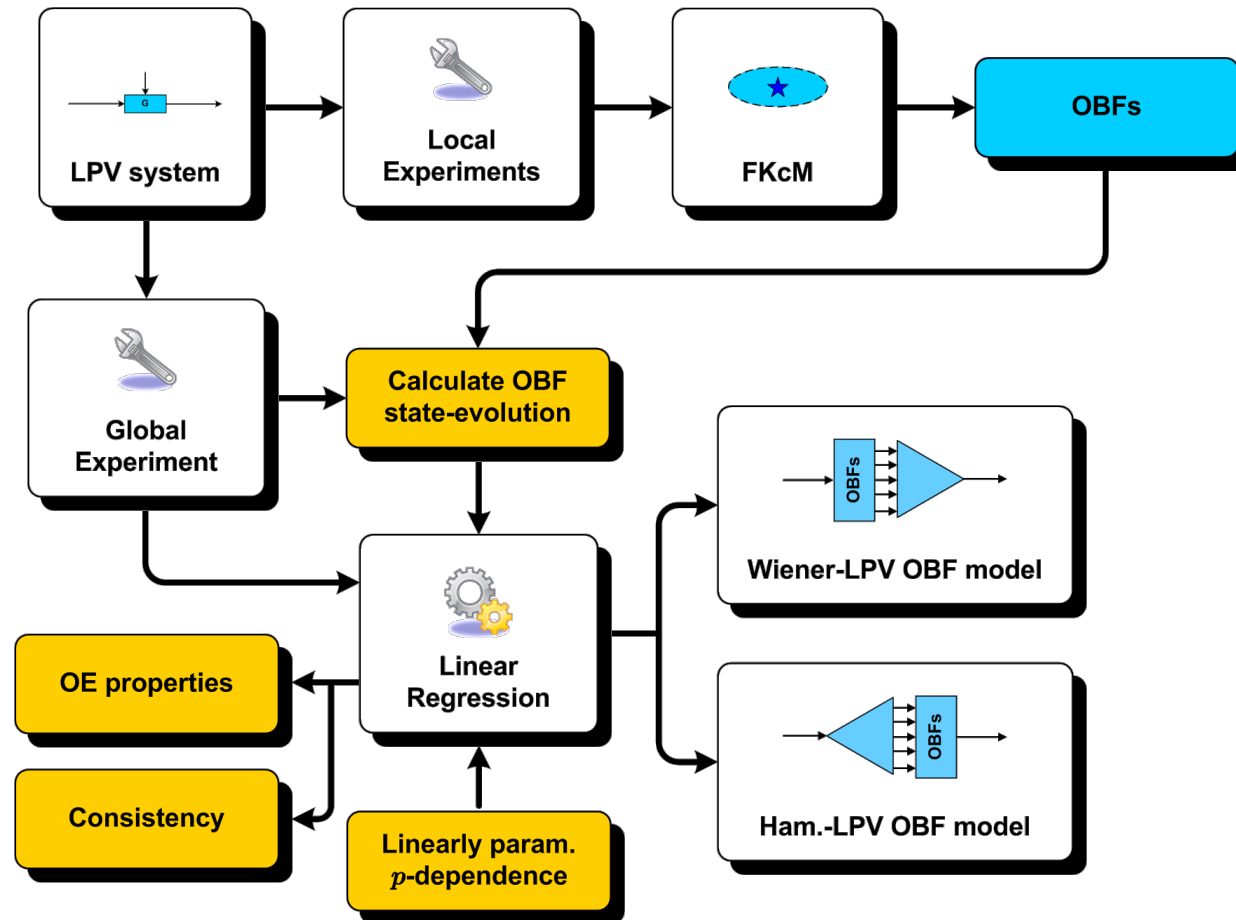 G
LPV system
Local
Experiments
FKcM
OBFs
Global
Experiment
Calculate OBF
state-evolution
OBFs
Wiener-LPV OBF model
Linear
Regression
OE properties
Consistency
Linearly param.
p-dependence
OBFs
Ham.-LPV OBF model